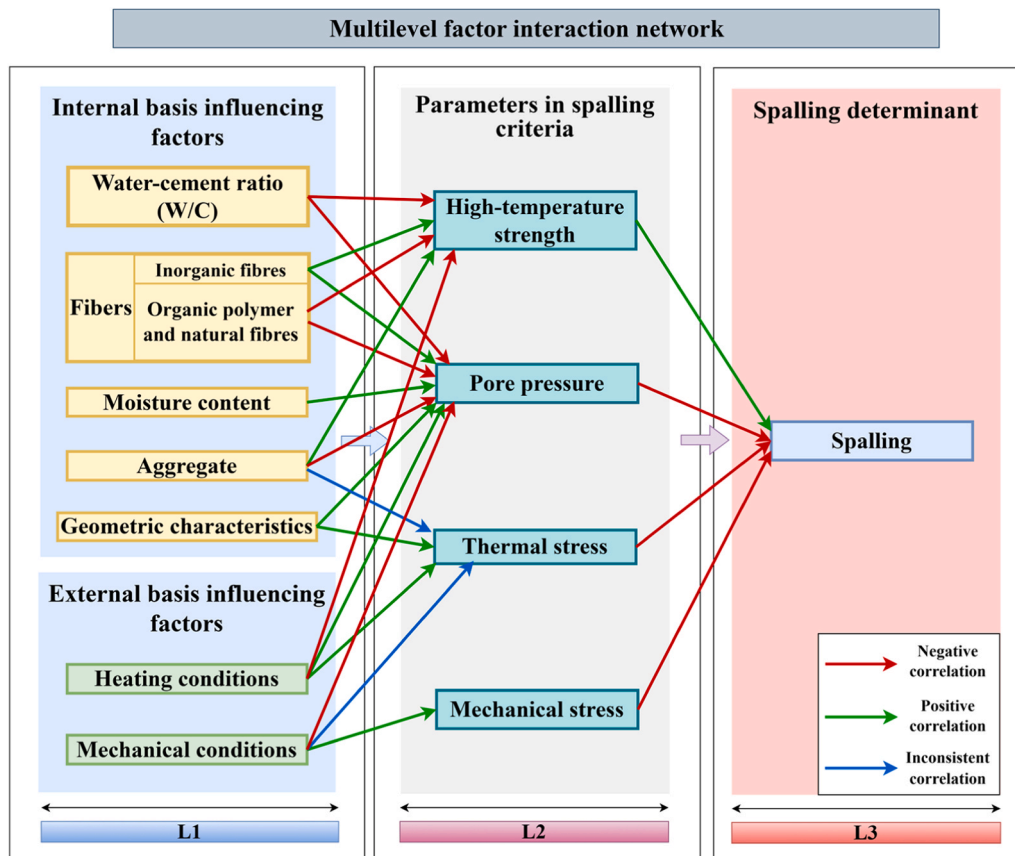 Multilevel factor interaction network
Internal basis influencing
factors
Water-cement ratio
(W/C)
Fibers
Inorganic fibres
Organic polymer
and natural fibres
Moisture content
Aggregate
Geometric characteristics
External basis influencing
factors
Heating conditions
Mechanical conditions
L1
Parameters in spalling
criteria
High-temperature
strength
Pore pressure
Thermal stress
Mechanical stress
L2
Spalling determinant
Spalling
Negative
correlation
Positive
correlation
Inconsistent
correlation
L3